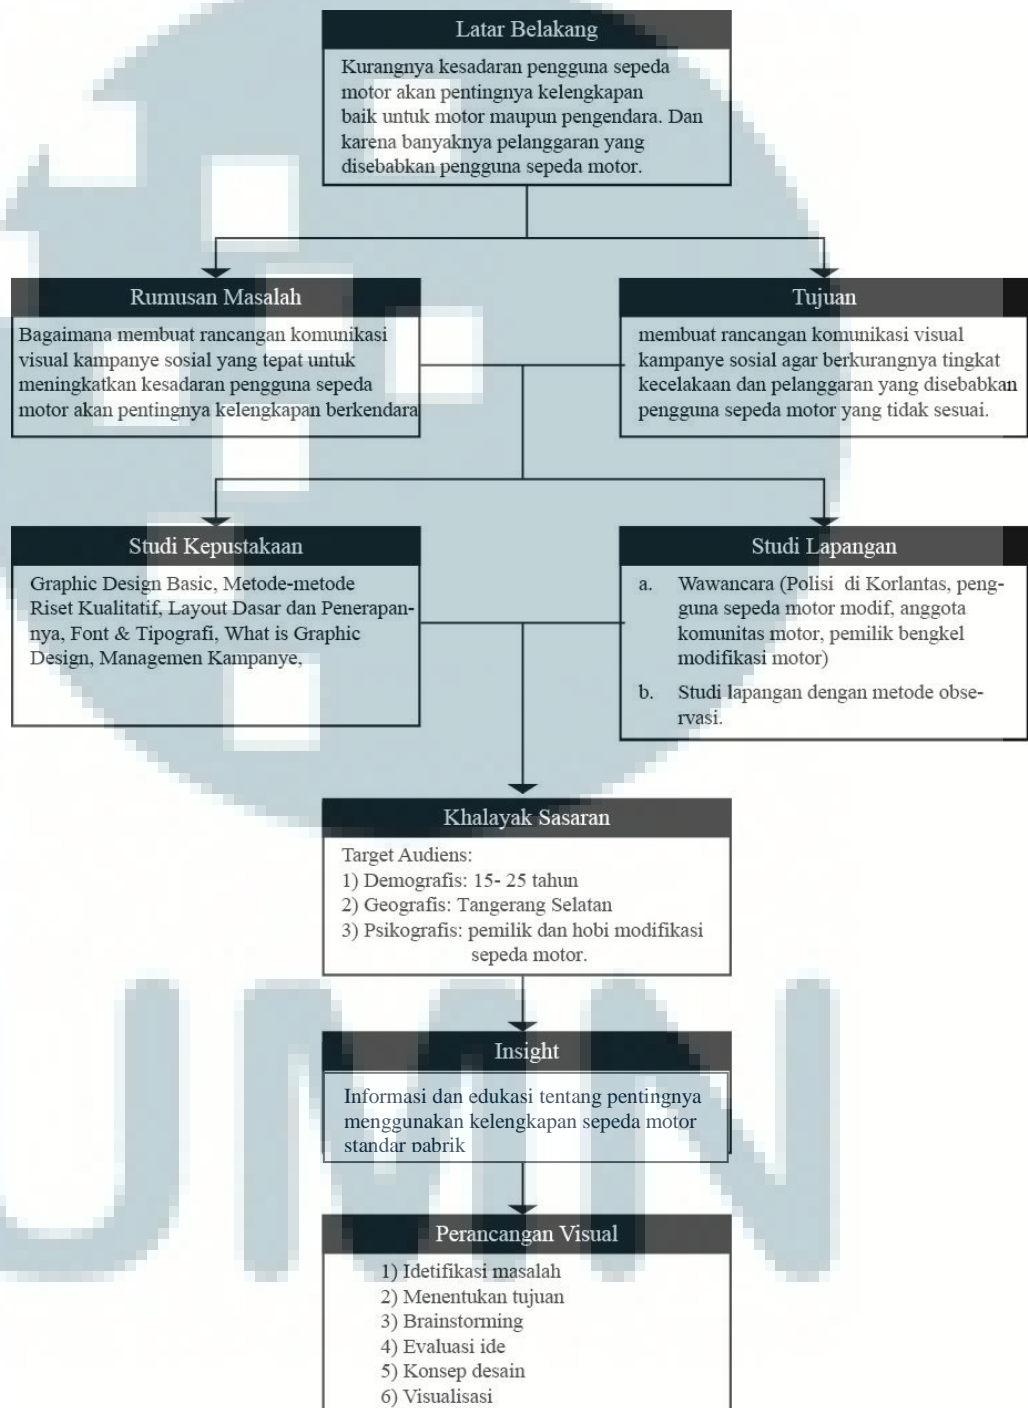 Latar Belakang
Kurangnya kesadaran pengguna sepeda
motor akan pentingnya kelengkapan
baik untuk motor maupun pengendara. Dan
karena banyaknya pelanggaran yang
disebabkan pengguna sepeda motor.
Rumusan Masalah
Bagaimana membuat rancangan komunikasi
visual kampanye sosial yang tepat untuk
meningkatkan kesadaran pengguna sepeda
motor akan pentingnya kelengkapan berkendara
Tujuan
membuat rancangan komunikasi visual
kampanye sosial agar berkurangnya tingkat
kecelakaan dan pelanggaran yang disebabkan
pengguna sepeda motor yang tidak sesuai.
Studi Kepustakaan
Graphic Design Basic, Metode-metode
Riset Kualitatif, Layout Dasar dan Penerapan-
nya, Font & Tipografi, What is Graphic
Design, Managemen Kampanye,
Studi Lapangan
a. Wawancara (Polisi di Korlantas, peng-
guna sepeda motor modif, anggota
komunitas motor, pemilik bengkel
modifikasi motor)
b. Studi lapangan dengan metode obse-
rvasi.
Khalayak Sasaran
Target Audiens:
1) Demografis: 15- 25 tahun
2) Geografis: Tangerang Selatan
3) Psikografis: pemilik dan hobi modifikasi
sepeda motor.
Insight
Informasi dan edukasi tentang pentingnya
menggunakan kelengkapan sepeda motor
standar pabrik
Perancangan Visual
1) Idetifikasi masalah
2) Menentukan tujuan
3) Brainstorming
4) Evaluasi ide
5) Konsep desain
6) Visualisasi
UMN